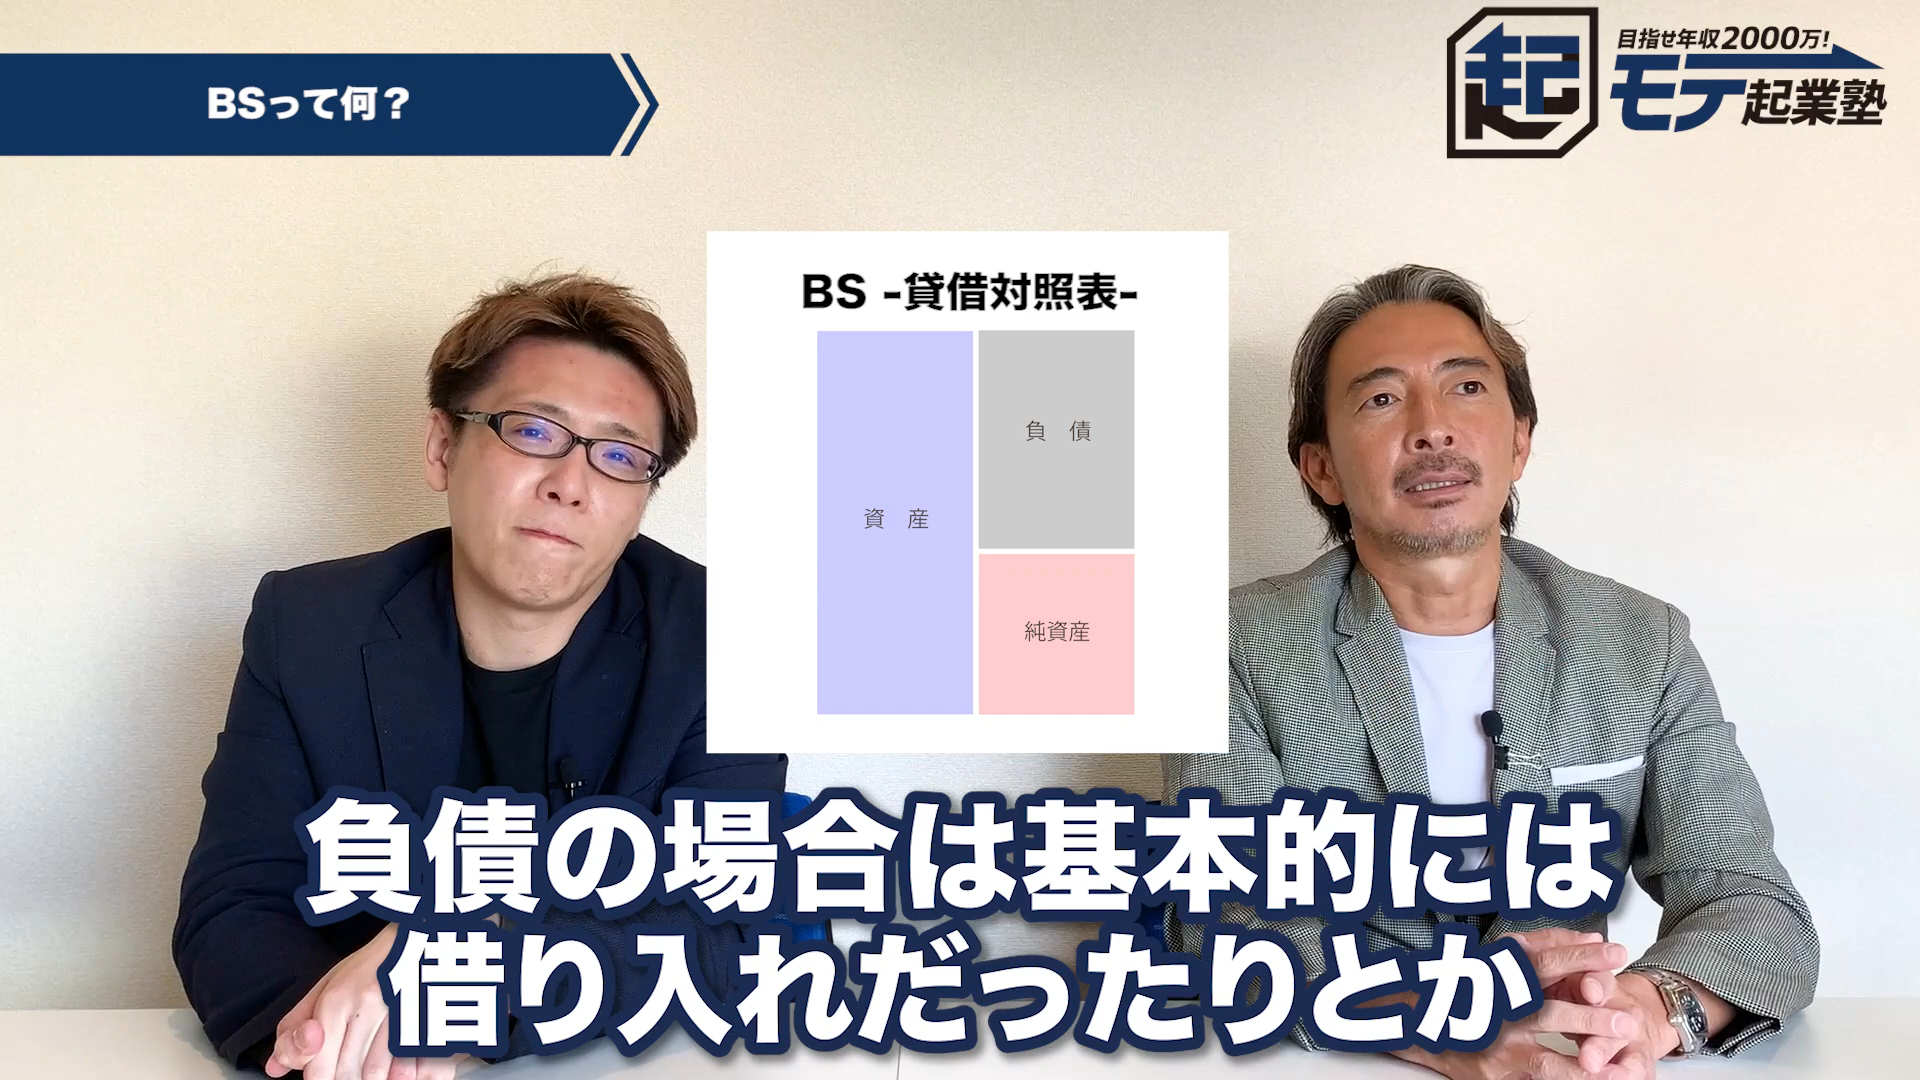 BSって何？
起
目指せ年収2000万!
モテ起業塾
BS -貸借対照表-
資　産
負　債
純資産
負債の場合は基本的には
借り入れだったりとか